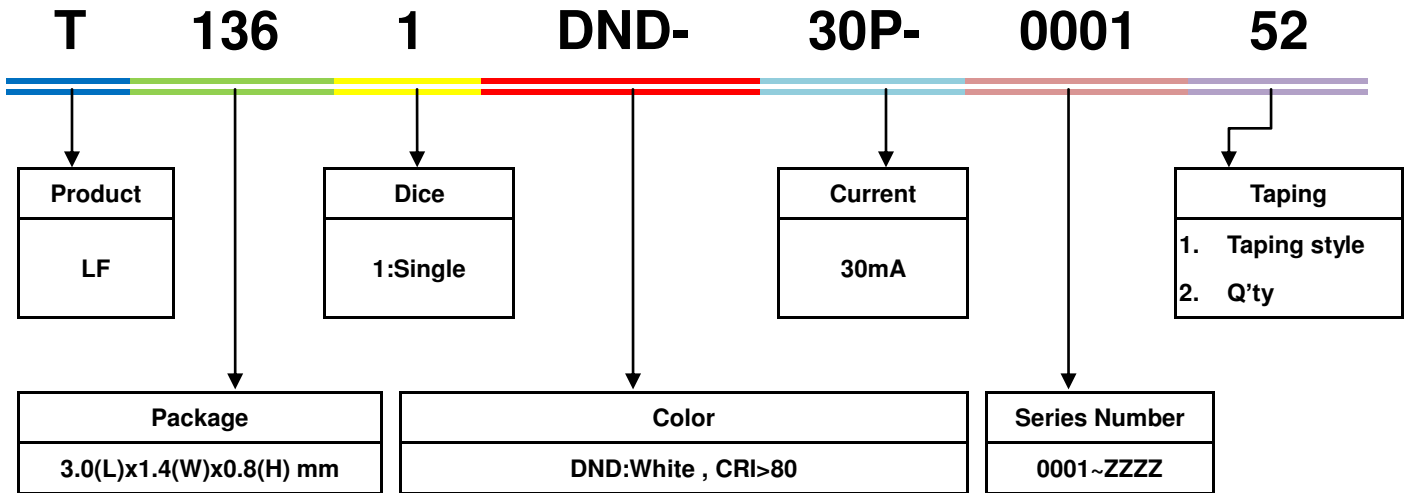 T 136 1 DND- 30P- 0001 52
Product
LF
Dice
1:Single
Current
30mA
Taping
1. Taping style
2. Q’ty
Package
3.0(L)x1.4(W)x0.8(H) mm
Color
DND:White , CRI>80
Series Number
0001~ZZZZ